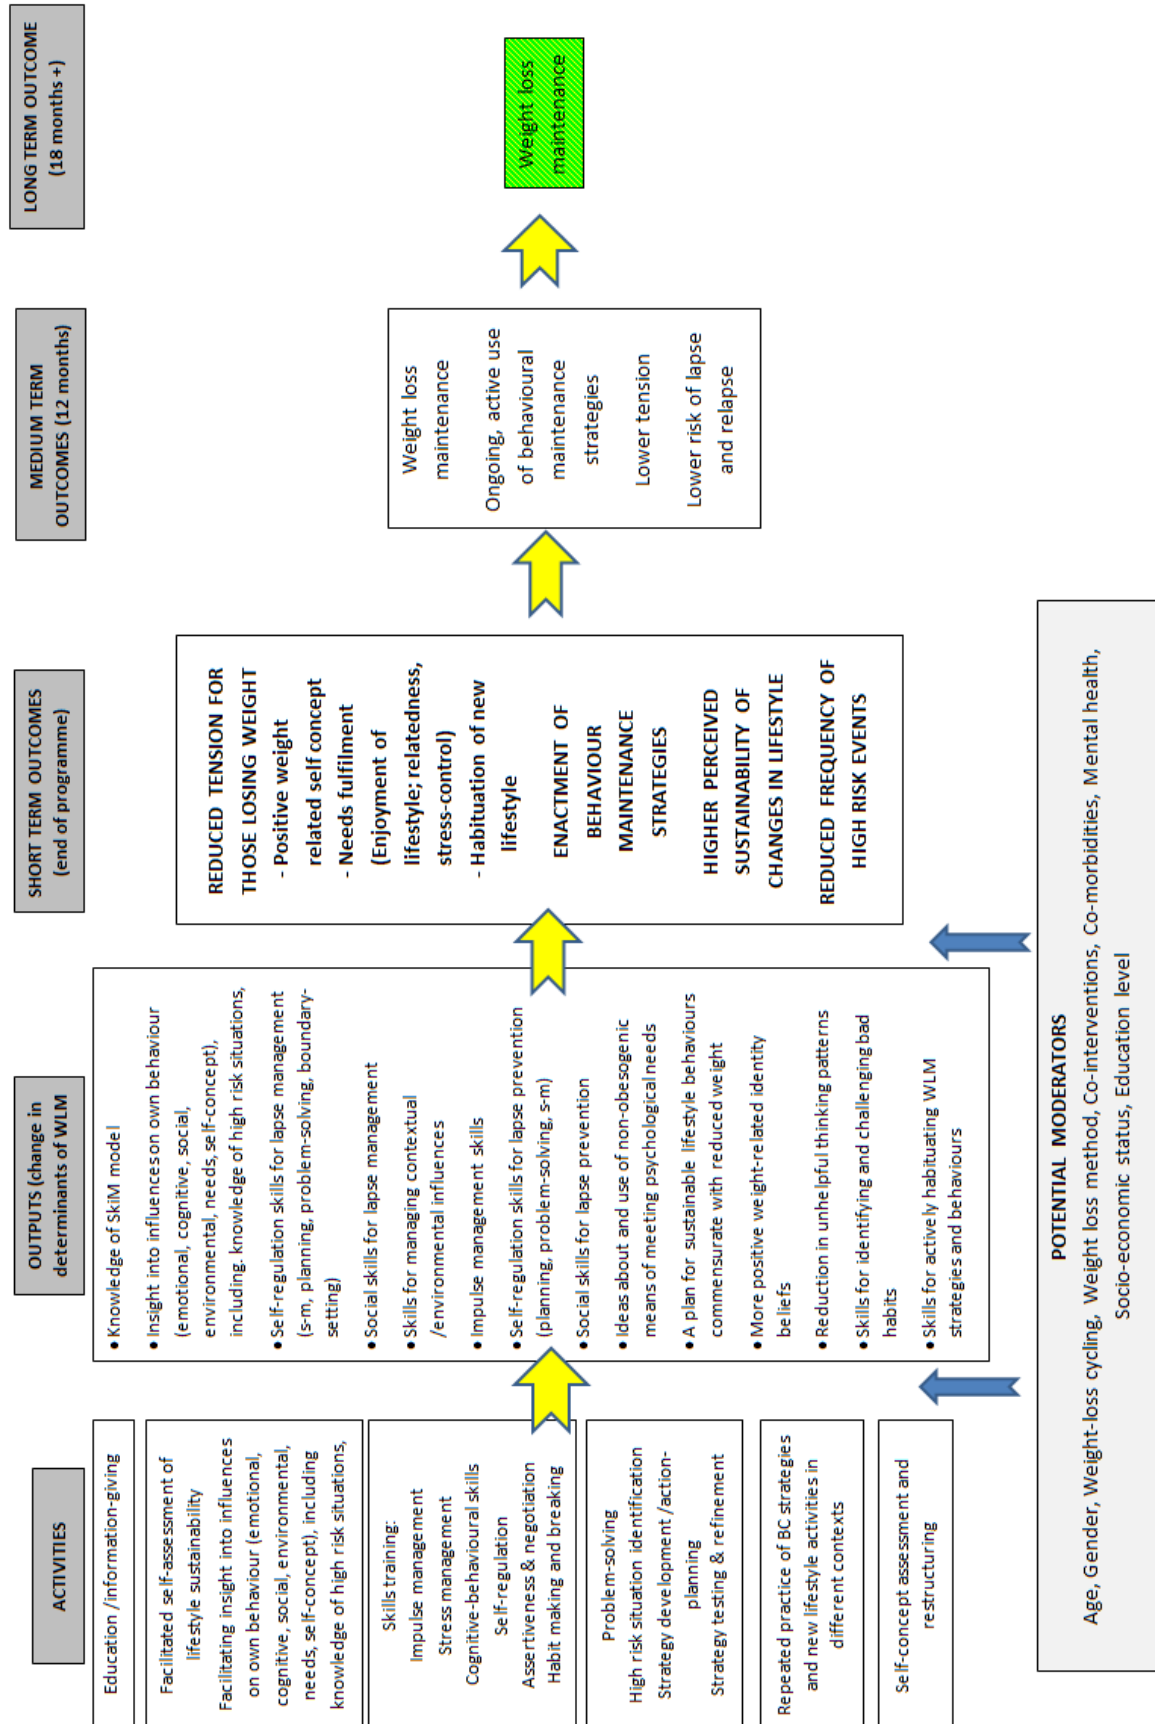 ACTIVITIES
Education /information-giving
Facilitated self-assessment of
lifestyle sustainability
Facilitating insight into influences
on own behaviour (emotional,
cognitive, social, environmental,
needs, self-concept), including
knowledge of high risk situations,
Skills training:
Impulse management
Stress management
Cognitive-behavioural skills
Self-regulation
Assertiveness & negotiation
Habit making and breaking
Problem-solving
High risk situation identification
Strategy development /action-
planning
Strategy testing & refinement
Repeated practice of BC strategies
and new lifestyle activities in
different contexts
Self-concept assessment and
restructuring
OUTPUTS (change in
determinants of WLM)
• Knowledge of SkiM model
• Insight into influences on own behaviour
(emotional, cognitive, social,
environmental, needs, self-concept),
including. knowledge of high risk situations,
• Self-regulation skills for lapse management
(s-m, planning, problem-solving, boundary-
setting)
• Social skills for lapse management
• Skills for managing contextual
/environmental influences
• Impulse management skills
• Self-regulation skills for lapse prevention
(planning, problem-solving, s-m)
• Social skills for lapse prevention
• Ideas about and use of non-obesogenic
means of meeting psychological needs
• A plan for sustainable lifestyle behaviours
commensurate with reduced weight
• More positive weight-related identity
beliefs
• Reduction in unhelpful thinking patterns
• Skills for identifying and challenging bad
habits
• Skills for actively habituating WLM
strategies and behaviours
SHORT TERM OUTCOMES
(end of programme)
REDUCED TENSION FOR
THOSE LOSING WEIGHT
- Positive weight
related self concept
- Needs fulfilment
(Enjoyment of
lifestyle; relatedness,
stress-control)
- Habituation of new
lifestyle
ENACTMENT OF
BEHAVIOUR
MAINTENANCE
STRATEGIES
HIGHER PERCEIVED
SUSTAINABILITY OF
CHANGES IN LIFESTYLE
REDUCED FREQUENCY OF
HIGH RISK EVENTS
MEDIUM TERM
OUTCOMES (12 months)
Weight loss
maintenance
Ongoing, active use
of behavioural
maintenance
strategies
Lower tension
Lower risk of lapse
and relapse
LONG TERM OUTCOME
(18 months +)
Weight loss
maintenance
POTENTIAL MODERATORS
Age, Gender, Weight-loss cycling, Weight loss method, Co-interventions, Co-morbidities, Mental health,
Socio-economic status, Education level